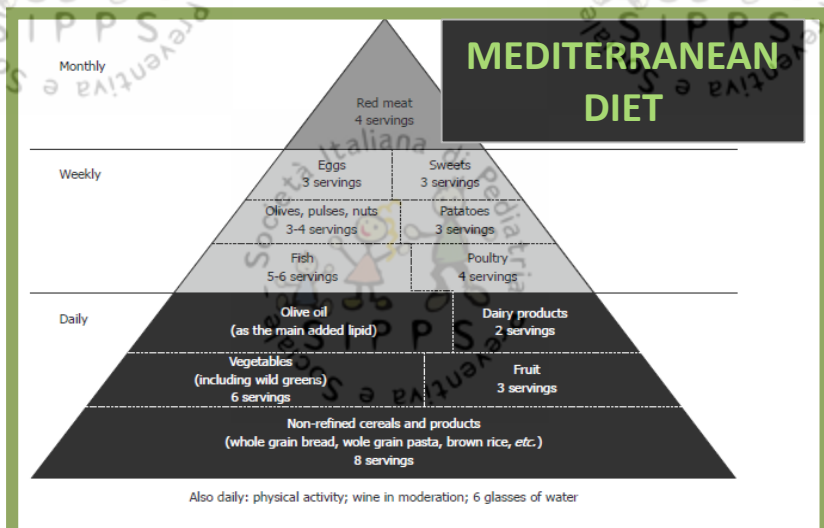 MEDITERRANEAN
DIET
Monthly
Red meat
4 servings
Weekly
Eggs
3 servings
Sweets
3 servings
Olives, pulses, nuts
3-4 servings
Patatoes
3 servings
Fish
5-6 servings
Poultry
4 servings
Daily
Olive oil
(as the main added lipid)
Dairy products
2 servings
Vegetables
(including wild greens)
6 servings
Fruit
3 servings
Non-refined cereals and products
(whole grain bread, wole grain pasta, brown rice, etc.)
8 servings
Also daily: physical activity; wine in moderation; 6 glasses of water
Società Italiana di Pediatria
Preventiva e Sociale
SIPPS
SIPPS
Preventiva e S
SIPPS